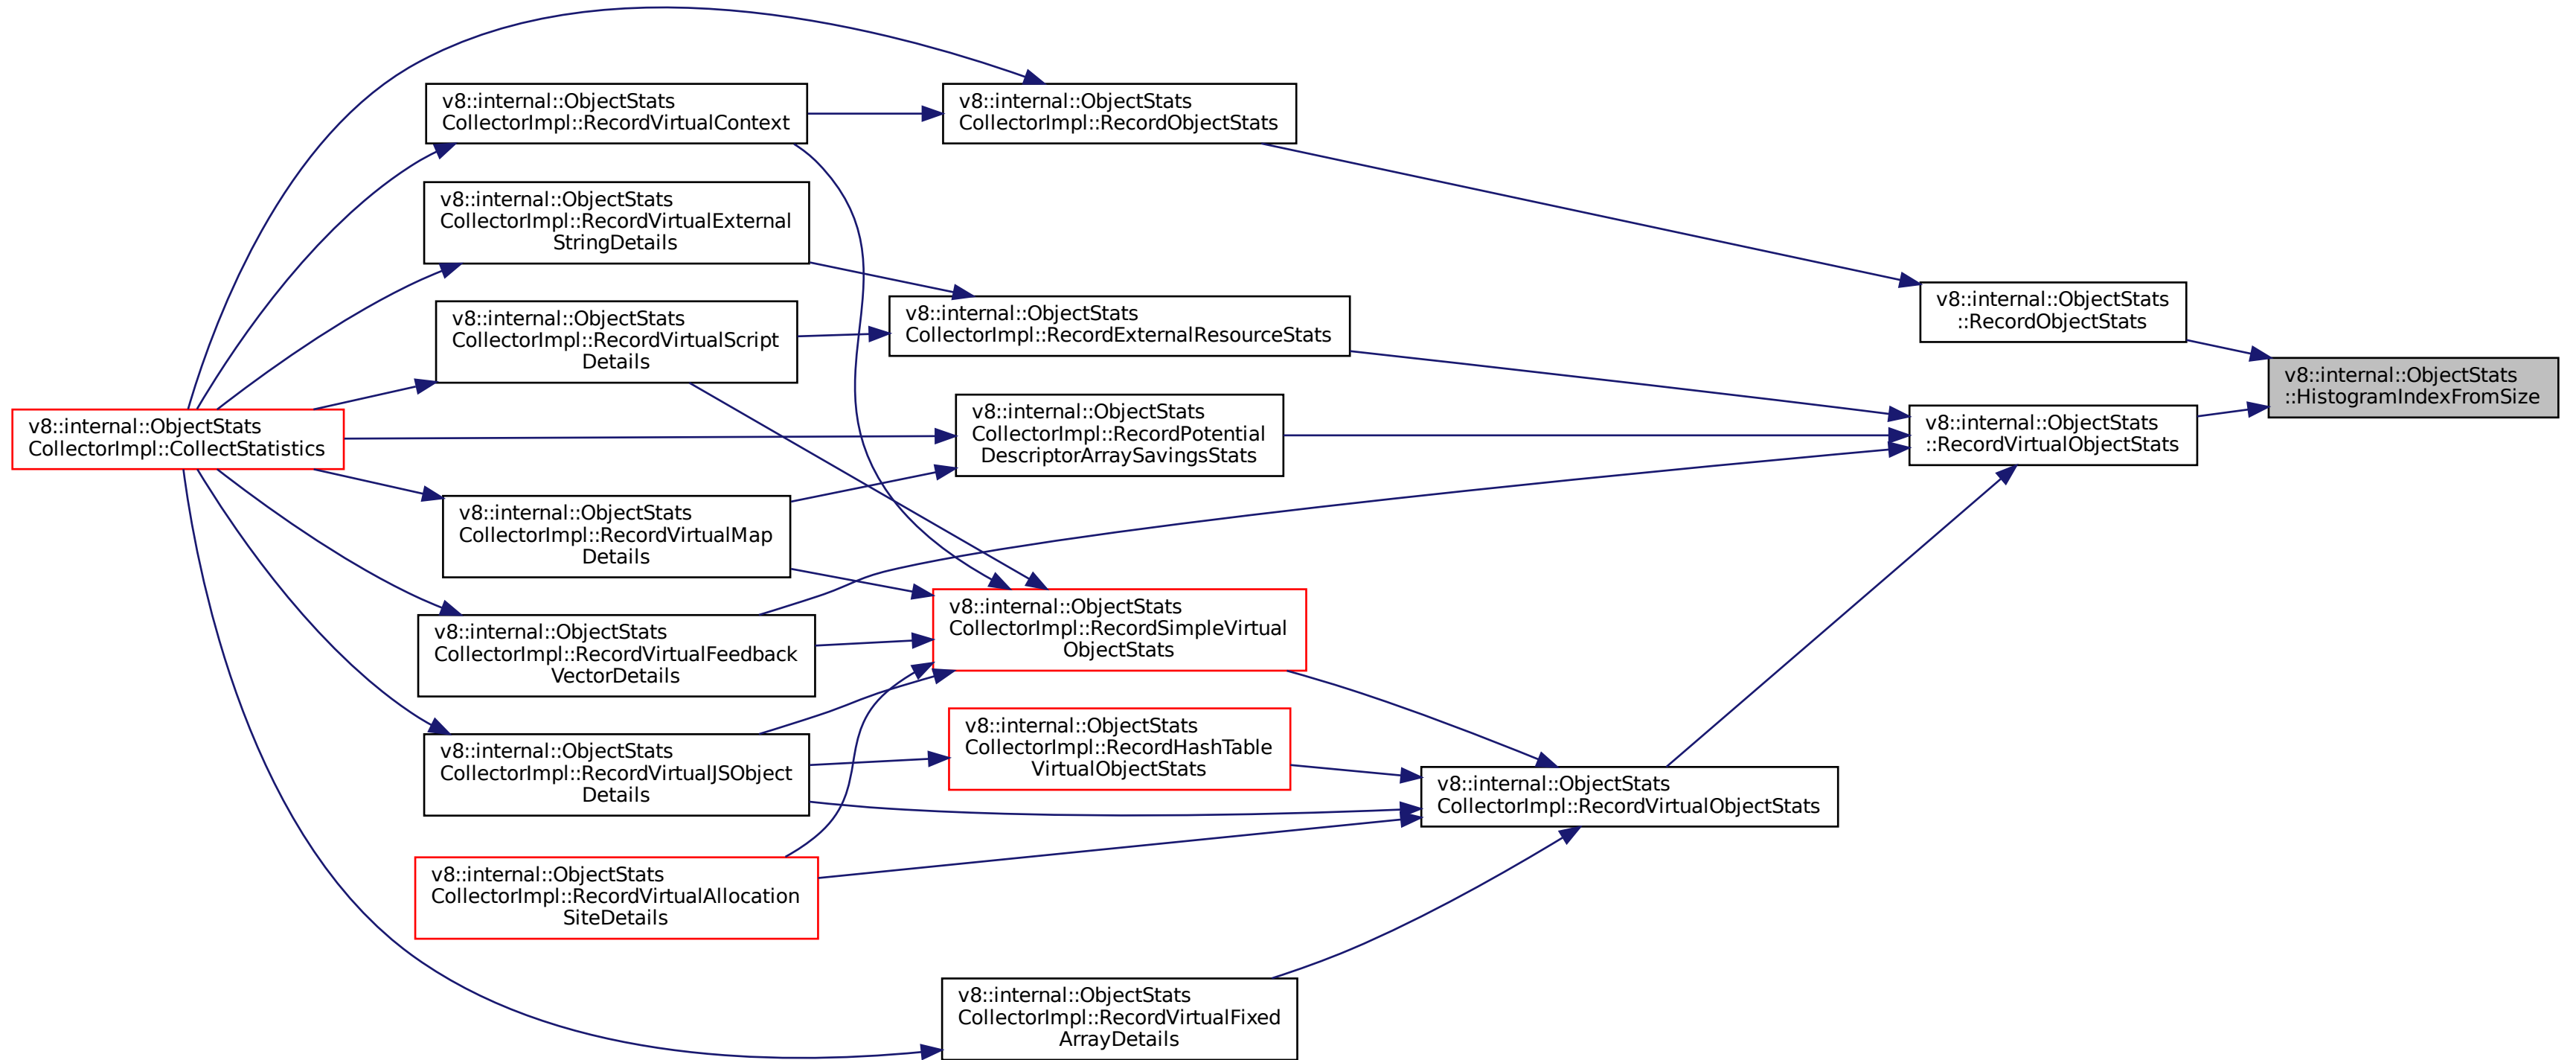 v8::internal::ObjectStats
CollectorImpl::RecordVirtualContext
v8::internal::ObjectStats
CollectorImpl::RecordObjectStats
v8::internal::ObjectStats
CollectorImpl::RecordVirtualExternal
StringDetails
v8::internal::ObjectStats
::RecordObjectStats
v8::internal::ObjectStats
CollectorImpl::RecordVirtualScript
Details
v8::internal::ObjectStats
CollectorImpl::RecordExternalResourceStats
v8::internal::ObjectStats
::HistogramIndexFromSize
v8::internal::ObjectStats
CollectorImpl::CollectStatistics
v8::internal::ObjectStats
CollectorImpl::RecordPotential
DescriptorArraySavingsStats
v8::internal::ObjectStats
::RecordVirtualObjectStats
v8::internal::ObjectStats
CollectorImpl::RecordVirtualMap
Details
v8::internal::ObjectStats
CollectorImpl::RecordVirtualFeedback
VectorDetails
v8::internal::ObjectStats
CollectorImpl::RecordSimpleVirtual
ObjectStats
v8::internal::ObjectStats
CollectorImpl::RecordVirtualJSObject
Details
v8::internal::ObjectStats
CollectorImpl::RecordHashTable
VirtualObjectStats
v8::internal::ObjectStats
CollectorImpl::RecordVirtualObjectStats
v8::internal::ObjectStats
CollectorImpl::RecordVirtualAllocation
SiteDetails
v8::internal::ObjectStats
CollectorImpl::RecordVirtualFixed
ArrayDetails